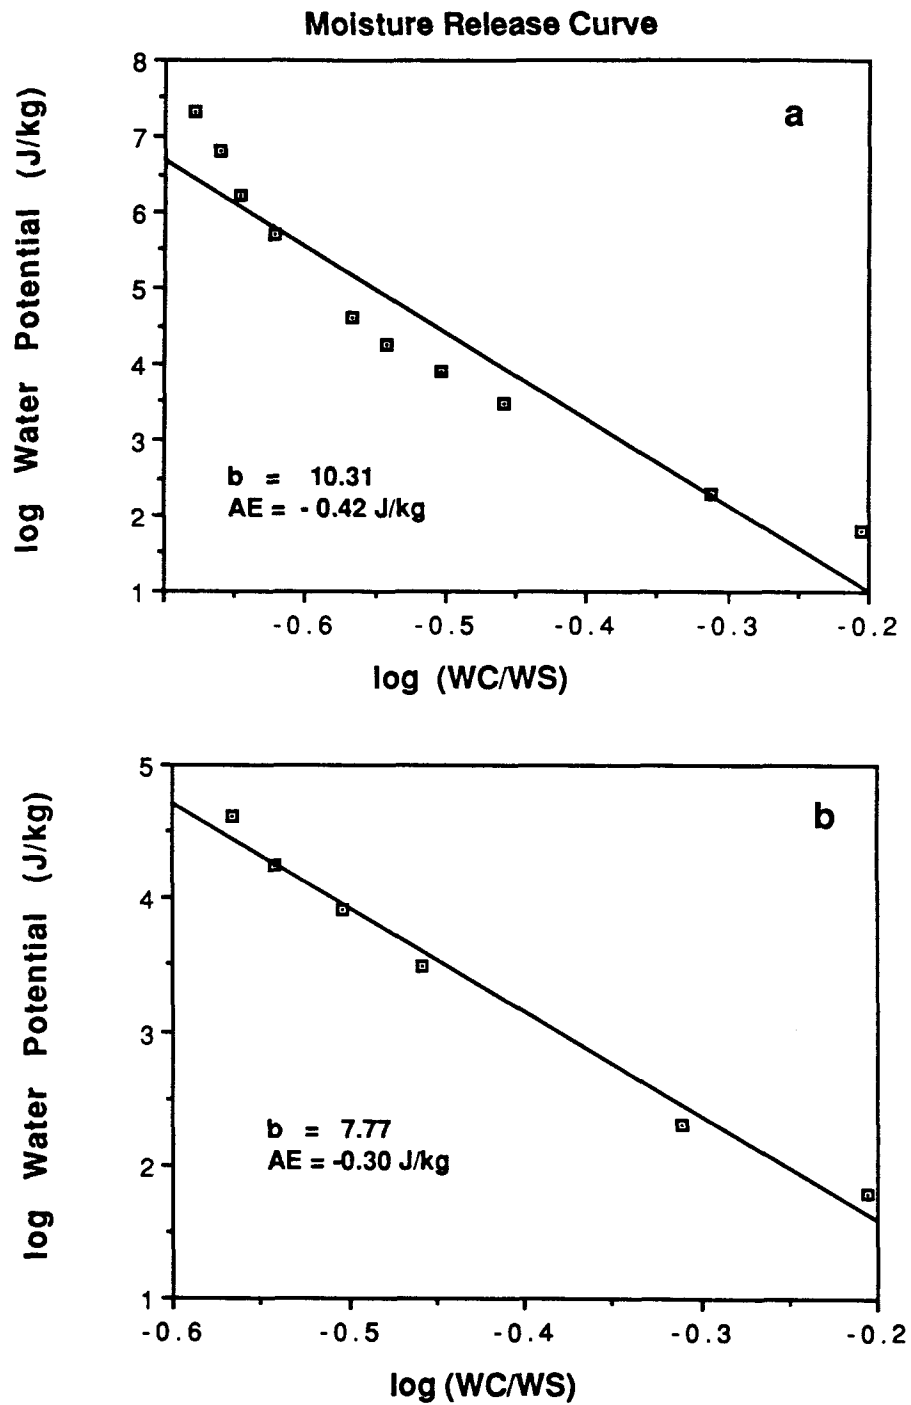 Moisture Release Curve
log Water Potential (J/kg)
8
7
6
5
4
3
2
1
a
b = 10.31
AE = - 0.42 J/kg
-0.6 -0.5 -0.4 -0.3 -0.2
log (WC/WS)
log Water Potential (J/kg)
5
4
3
2
1
b
b = 7.77
AE = -0.30 J/kg
-0.6 -0.5 -0.4 -0.3 -0.2
log (WC/WS)